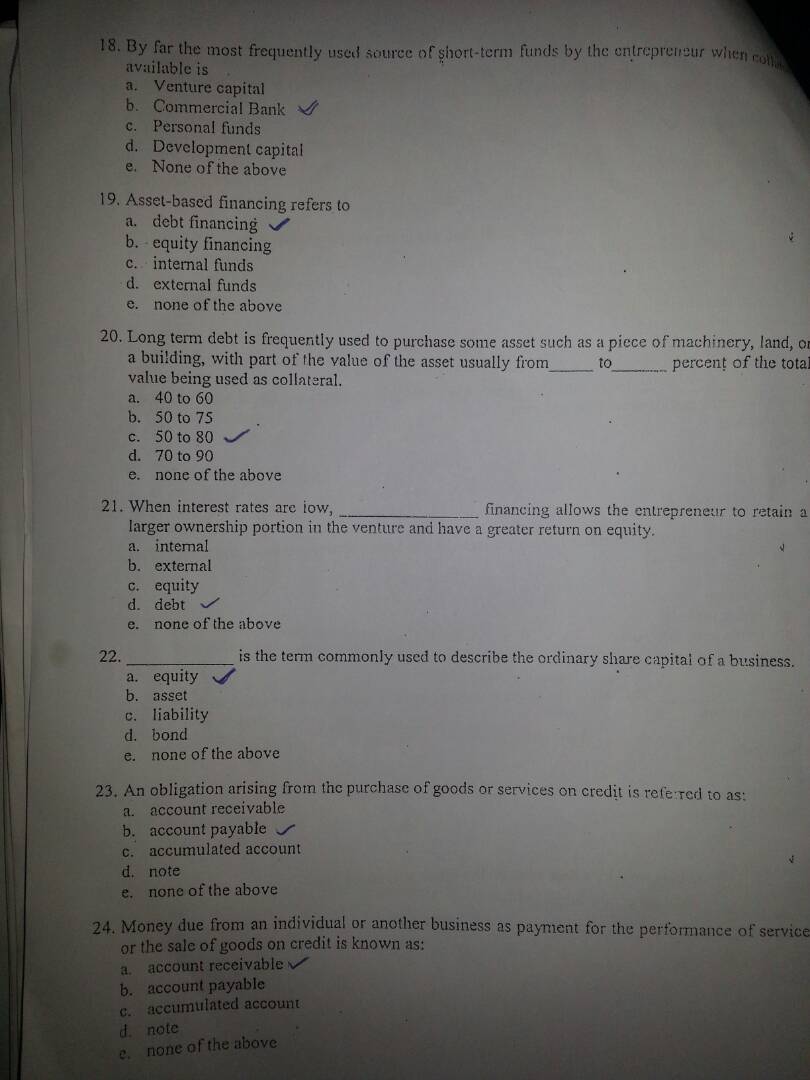 18. By far the most frequently used source of short-term funds by the entrepreneur when
available is
a. Venture capital
b. Commercial Bank
c. Personal funds
d. Development capital
e. None of the above
19. Asset-based financing refers to
a. debt financing
b. equity financing
c. internal funds
d. external funds
e. none of the above
20. Long term debt is frequently used to purchase some asset such as a piece of machinery, land, or
a building, with part of the value of the asset usually from______ to_______ percent of the total
value being used as collateral.
a. 40 to 60
b. 50 to 75
c. 50 to 80
d. 70 to 90
e. none of the above
21. When interest rates are low, __________________ financing allows the entrepreneur to retain a
larger ownership portion in the venture and have a greater return on equity.
a. internal
b. external
c. equity
d. debt
e. none of the above
22. ______________ is the term commonly used to describe the ordinary share capital of a business.
a. equity
b. asset
c. liability
d. bond
e. none of the above
23. An obligation arising from the purchase of goods or services on credit is referred to as:
a. account receivable
b. account payable
c. accumulated account
d. note
e. none of the above
24. Money due from an individual or another business as payment for the performance of service
or the sale of goods on credit is known as:
a. account receivable
b. account payable
c. accumulated account
d. note
e. none of the above